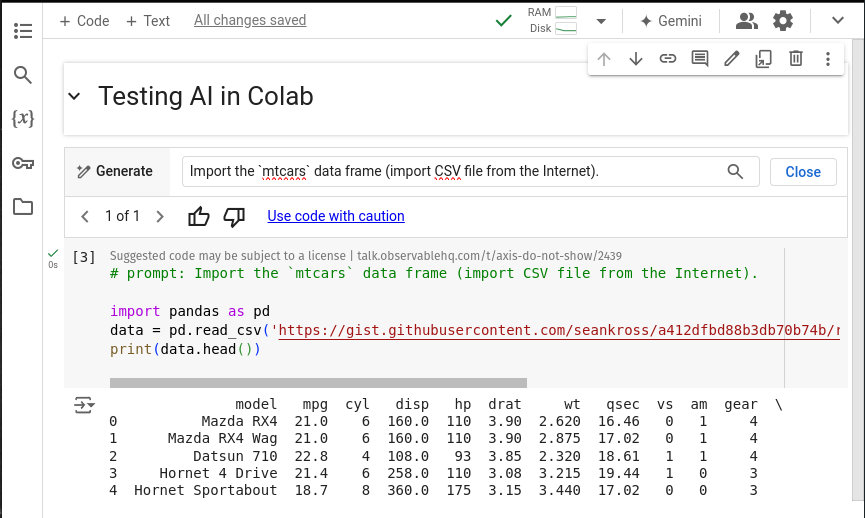 + Code + Text All changes saved RAM Disk Gemini
Testing AI in Colab
Generate Import the `mtcars` data frame (import CSV file from the Internet). Close
1 of 1 Use code with caution
0s
[3] Suggested code may be subject to a license | talk.observablehq.com/t/axis-do-not-show/2439
# prompt: Import the `mtcars` data frame (import CSV file from the Internet).
import pandas as pd
data = pd.read_csv('https://gist.githubusercontent.com/seankross/a412dfbd88b3db70b74b/r
print(data.head())
model mpg cyl disp hp drat wt qsec vs am gear \
0 Mazda RX4 21.0 6 160.0 110 3.90 2.620 16.46 0 1 4
1 Mazda RX4 Wag 21.0 6 160.0 110 3.90 2.875 17.02 0 1 4
2 Datsun 710 22.8 4 108.0 93 3.85 2.320 18.61 1 1 4
3 Hornet 4 Drive 21.4 6 258.0 110 3.08 3.215 19.44 1 0 3
4 Hornet Sportabout 18.7 8 360.0 175 3.15 3.440 17.02 0 0 3